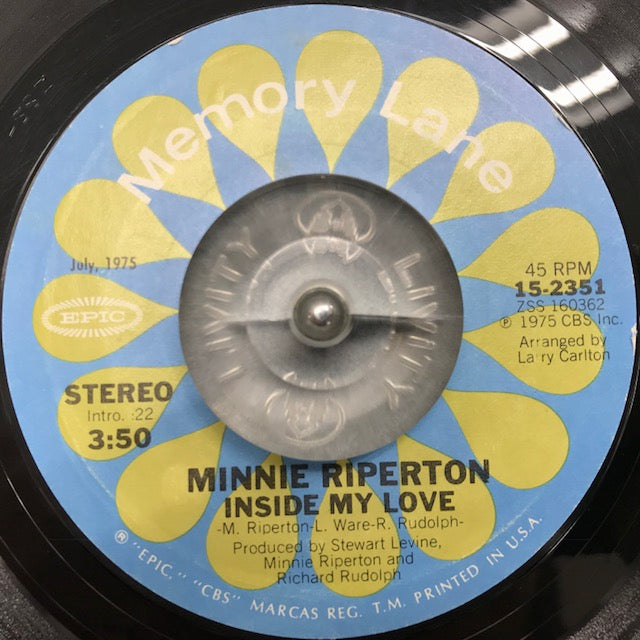 Memory Lane
July, 1975
EPIC
STEREO
Intro. :22
3:50
45 RPM
15-2351
ZSS 160362
℗ 1975 CBS Inc.
Arranged by
Larry Carlton
LIVITY
LIVITY
MINNIE RIPERTON
INSIDE MY LOVE
-M. Riperton-L. Ware-R. Rudolph-
Produced by Stewart Levine,
Minnie Riperton and
Richard Rudolph
® "EPIC," "CBS" MARCAS REG. T.M. PRINTED IN U.S.A.